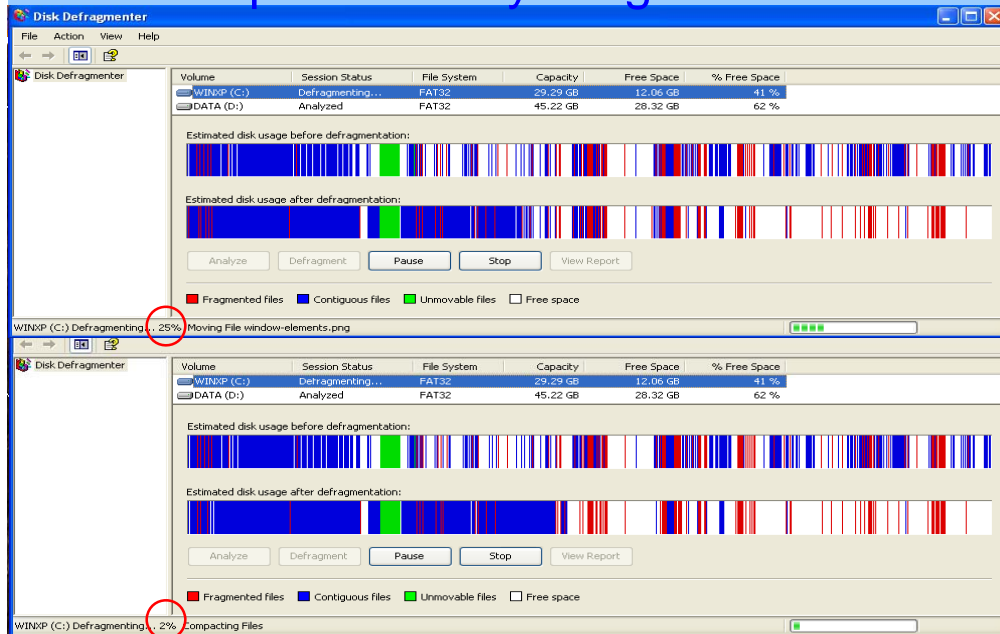 Disk Defragmenter
File Action View Help
Disk Defragmenter
Volume Session Status File System Capacity Free Space % Free Space
WINXP (C:) Defragmenting... FAT32 29.29 GB 12.06 GB 41 %
DATA (D:) Analyzed FAT32 45.22 GB 28.32 GB 62 %
Estimated disk usage before defragmentation:
Estimated disk usage after defragmentation:
Analyze Defragment Pause Stop View Report
Fragmented files Contiguous files Unmovable files Free space
WINXP (C:) Defragmenting... 25% Moving File window-elements.png
Disk Defragmenter
Volume Session Status File System Capacity Free Space % Free Space
WINXP (C:) Defragmenting... FAT32 29.29 GB 12.06 GB 41 %
DATA (D:) Analyzed FAT32 45.22 GB 28.32 GB 62 %
Estimated disk usage before defragmentation:
Estimated disk usage after defragmentation:
Analyze Defragment Pause Stop View Report
Fragmented files Contiguous files Unmovable files Free space
WINXP (C:) Defragmenting... 2% Compacting Files